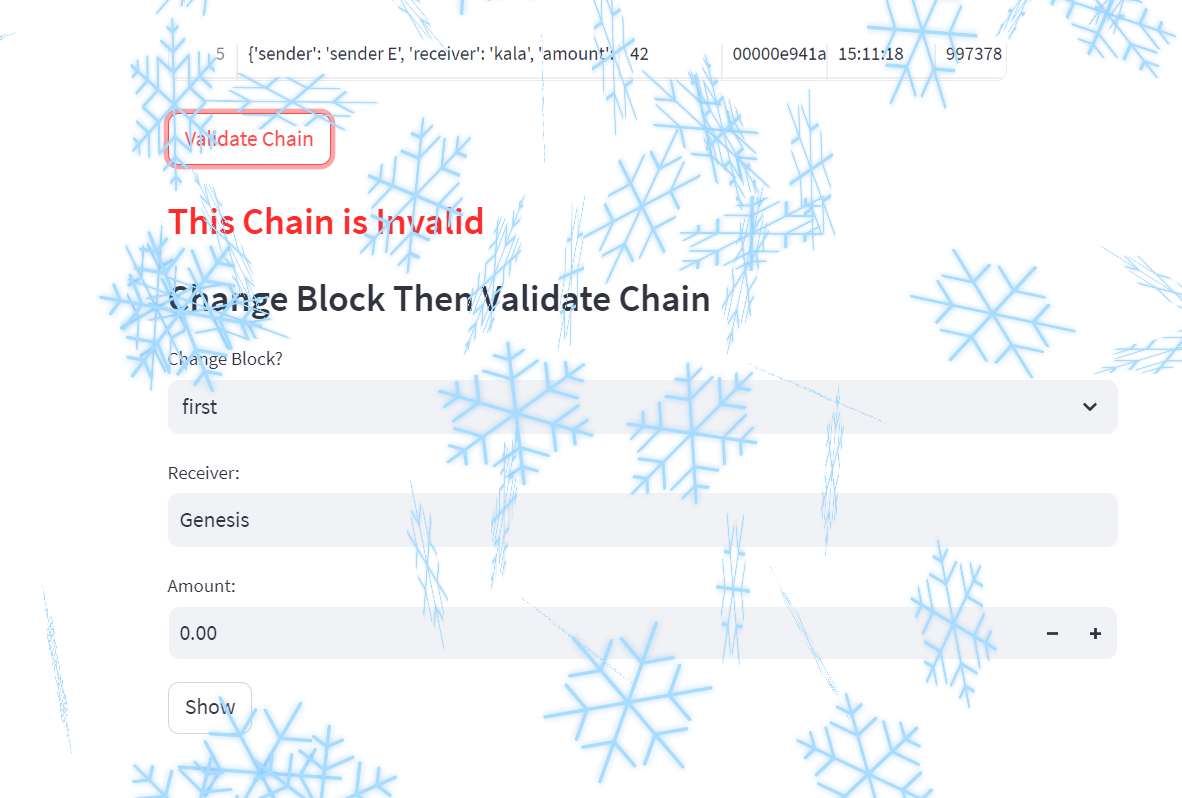 5 {'sender': 'sender E', 'receiver': 'kala', 'amount': 42 00000e941a 15:11:18 997378
Validate Chain
This Chain is Invalid
Change Block Then Validate Chain
Change Block?
first
Receiver:
Genesis
Amount:
0.00 − +
Show